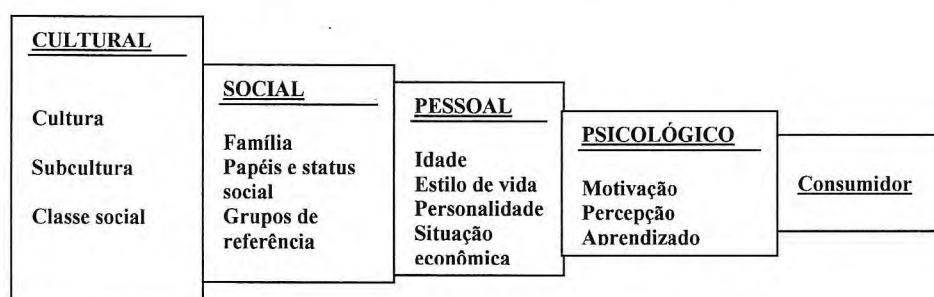 CULTURAL
Cultura
Subcultura
Classe social
SOCIAL
Família
Papéis e status
social
Grupos de
referência
PESSOAL
Idade
Estilo de vida
Personalidade
Situação
econômica
PSICOLÓGICO
Motivação
Percepção
Aprendizado
Consumidor